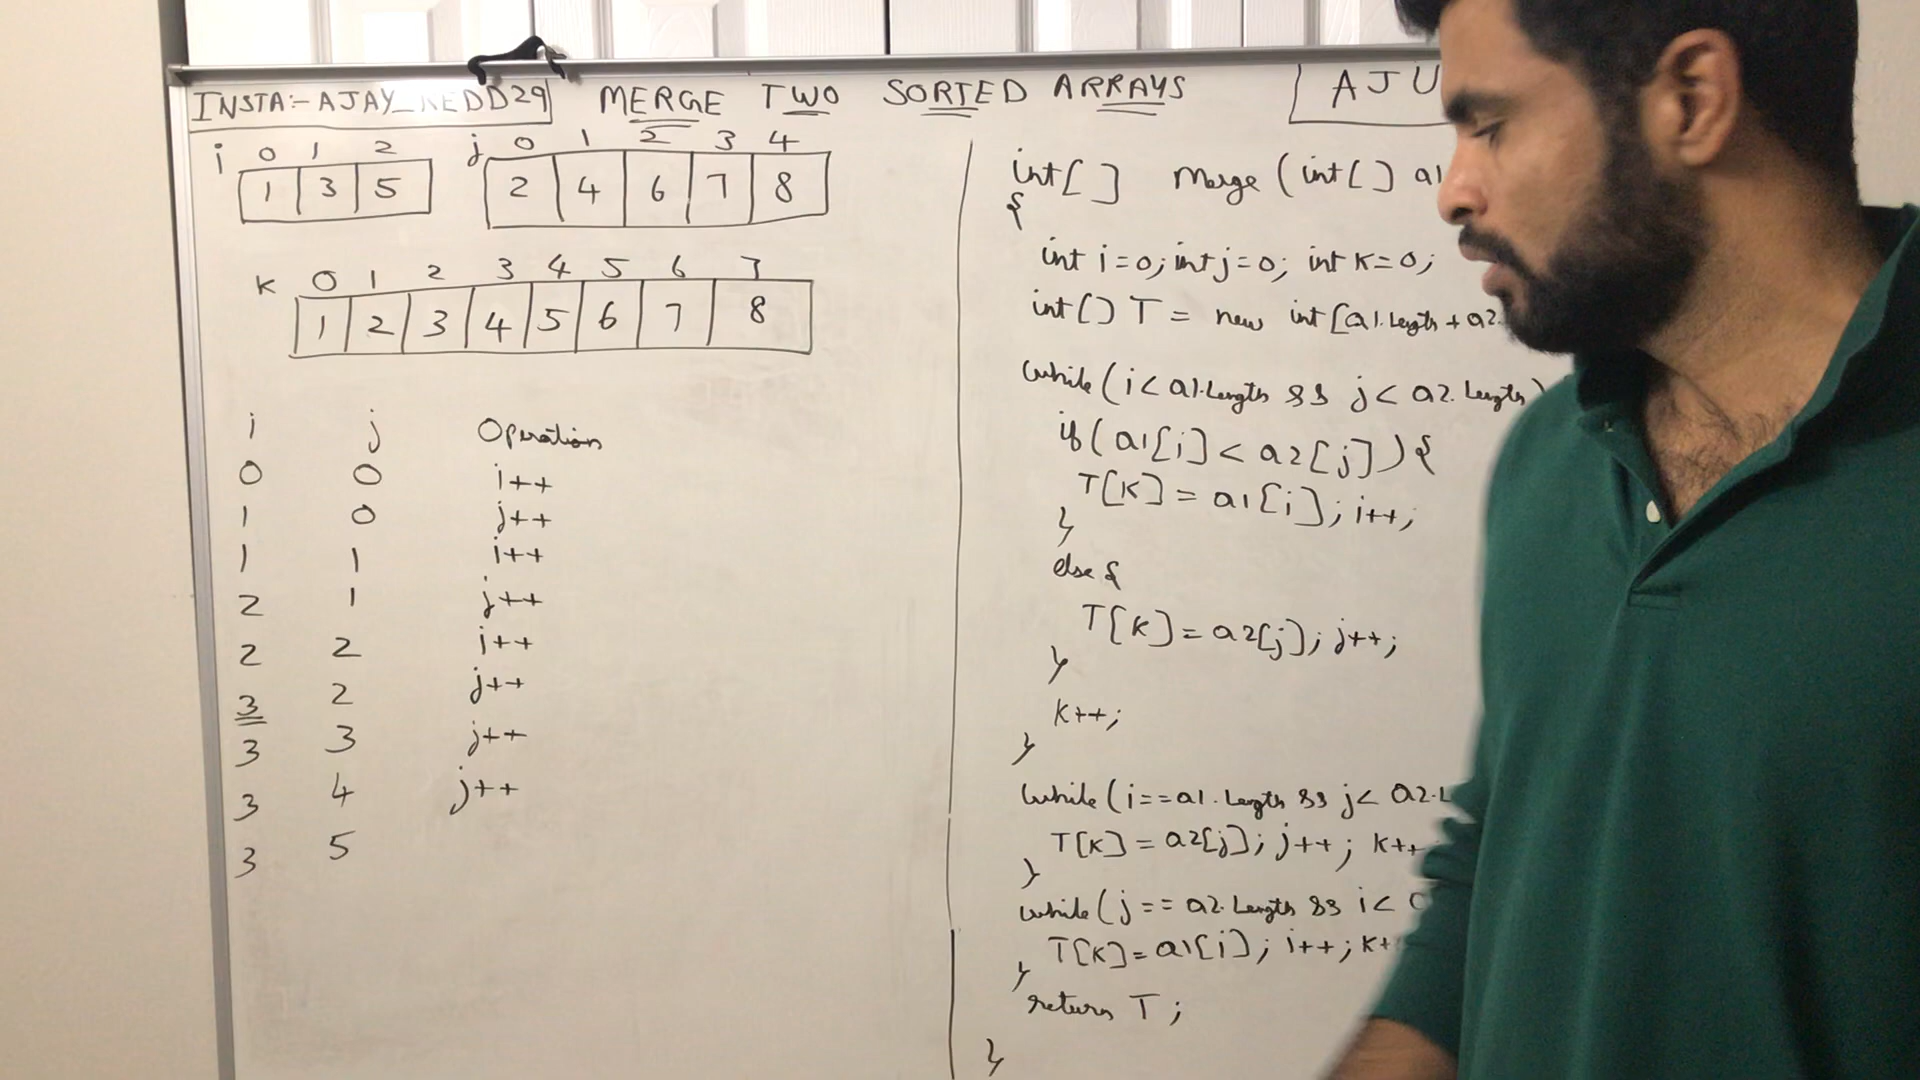 INSTA:- AJAY_REDD29
MERGE TWO SORTED ARRAYS
AJU
i 0 1 2
1 3 5
j 0 1 2 3 4
2 4 6 7 8
K 0 1 2 3 4 5 6 7
1 2 3 4 5 6 7 8
i j Operation
0 0 i++
1 0 j++
1 1 i++
2 1 j++
2 2 i++
3 2 j++
3 3 j++
3 4 j++
3 5
int[] Merge (int[] a1
{
int i=0; int j=0; int K=0;
int[] T = new int[a1.Length + a2.
while(i < a1.Length && j < a2.Length)
if(a1[i] < a2[j]){
T[K] = a1[i]; i++;
}
else {
T[K] = a2[j]; j++;
}
K++;
}
while(i==a1.Length && j< a2.L
T[K] = a2[j]; j++; K++
}
while(j == a2.Length && i<
T[K] = a1[i]; i++; K+
}
return T;
}